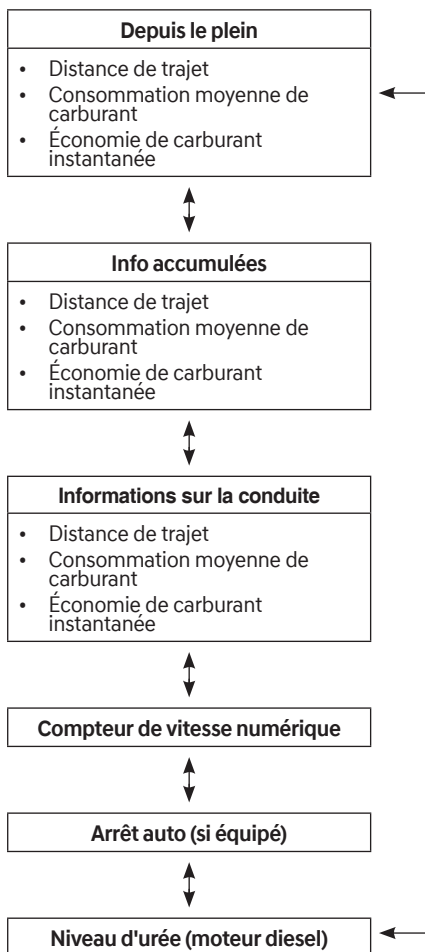 Depuis le plein
• Distance de trajet
• Consommation moyenne de
carburant
• Économie de carburant
instantanée
Info accumulées
• Distance de trajet
• Consommation moyenne de
carburant
• Économie de carburant
instantanée
Informations sur la conduite
• Distance de trajet
• Consommation moyenne de
carburant
• Économie de carburant
instantanée
Compteur de vitesse numérique
Arrêt auto (si équipé)
Niveau d'urée (moteur diesel)